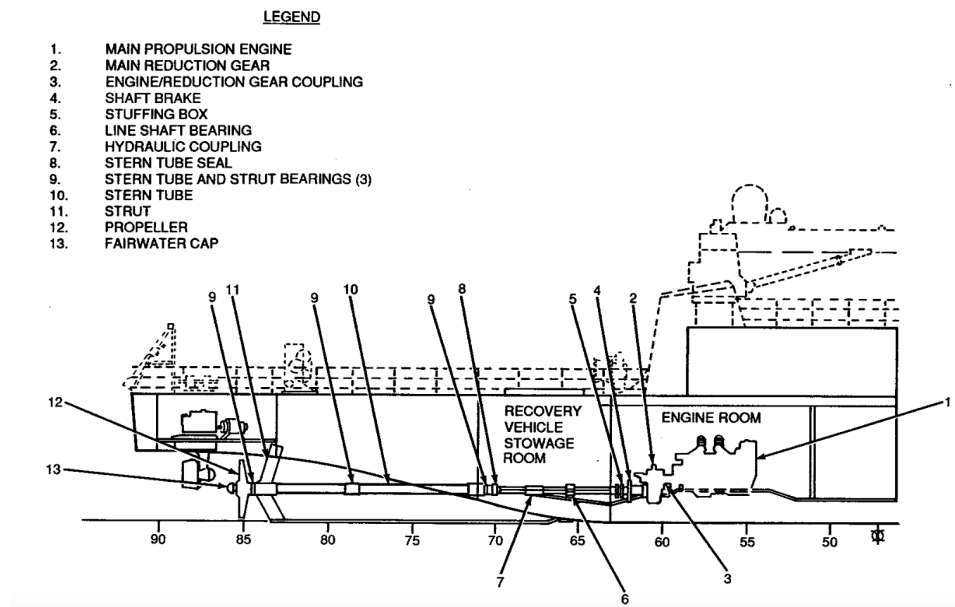 LEGEND
1. MAIN PROPULSION ENGINE
2. MAIN REDUCTION GEAR
3. ENGINE/REDUCTION GEAR COUPLING
4. SHAFT BRAKE
5. STUFFING BOX
6. LINE SHAFT BEARING
7. HYDRAULIC COUPLING
8. STERN TUBE SEAL
9. STERN TUBE AND STRUT BEARINGS (3)
10. STERN TUBE
11. STRUT
12. PROPELLER
13. FAIRWATER CAP
9 11 9 10 9 8 5 4 2
12
RECOVERY
VEHICLE
STOWAGE
ROOM
ENGINE ROOM
1
13
90 85 80 75 70 65 60 55 50
7 6 3